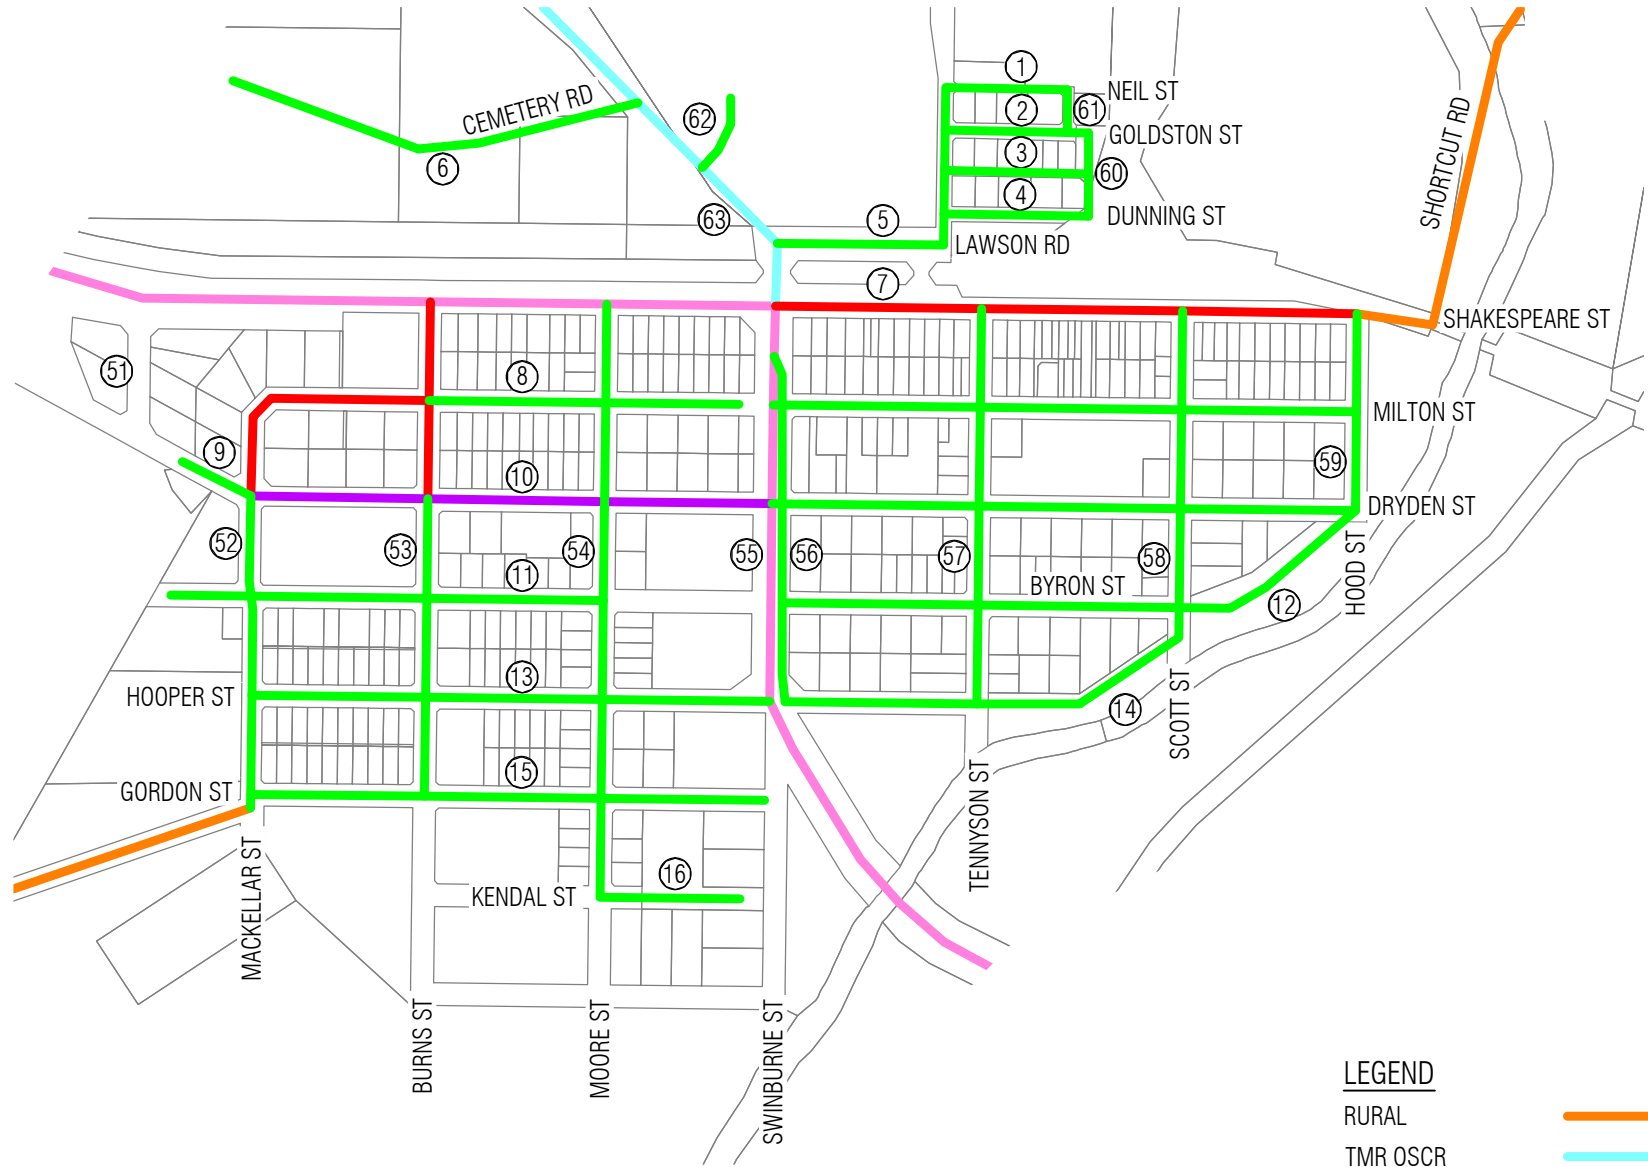 1
NEIL ST
CEMETERY RD
2
61
62
GOLDSTON ST
3
6
60
SHORTCUT RD
4
63
5
DUNNING ST
LAWSON RD
7
SHAKESPEARE ST
51
8
MILTON ST
9
10
59
DRYDEN ST
52
53
54
55
56
57
58
11
BYRON ST
HOOD ST
12
13
HOOPER ST
14
SCOTT ST
15
GORDON ST
TENNYSON ST
16
KENDAL ST
MACKELLAR ST
BURNS ST
MOORE ST
SWINBURNE ST
LEGEND
RURAL
TMR OSCR